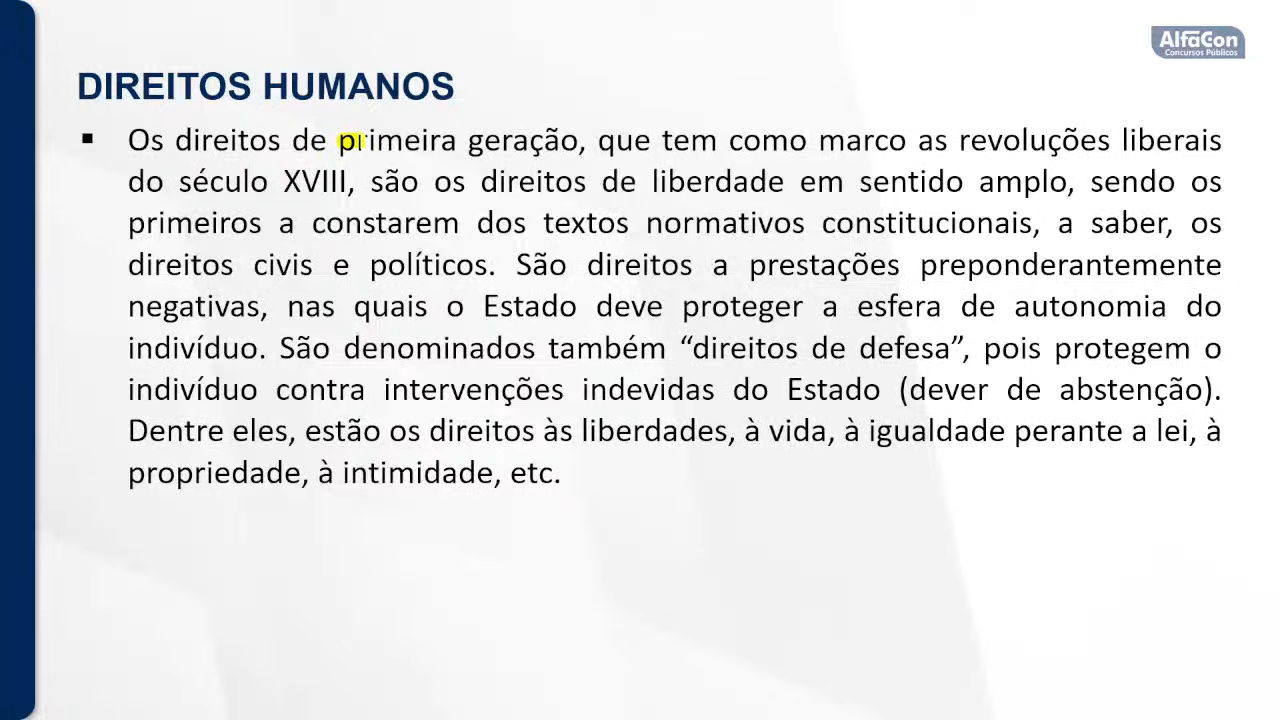 AlfaCon
Concursos Públicos
DIREITOS HUMANOS
▪ Os direitos de primeira geração, que tem como marco as revoluções liberais
do século XVIII, são os direitos de liberdade em sentido amplo, sendo os
primeiros a constarem dos textos normativos constitucionais, a saber, os
direitos civis e políticos. São direitos a prestações preponderantemente
negativas, nas quais o Estado deve proteger a esfera de autonomia do
indivíduo. São denominados também “direitos de defesa”, pois protegem o
indivíduo contra intervenções indevidas do Estado (dever de abstenção).
Dentre eles, estão os direitos às liberdades, à vida, à igualdade perante a lei, à
propriedade, à intimidade, etc.